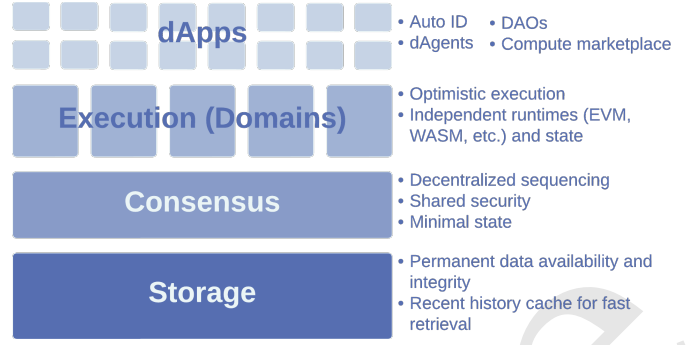 dApps
• Auto ID
• dAgents
• DAOs
• Compute marketplace
Execution (Domains)
• Optimistic execution
• Independent runtimes (EVM,
WASM, etc.) and state
Consensus
• Decentralized sequencing
• Shared security
• Minimal state
Storage
• Permanent data availability and
integrity
• Recent history cache for fast
retrieval